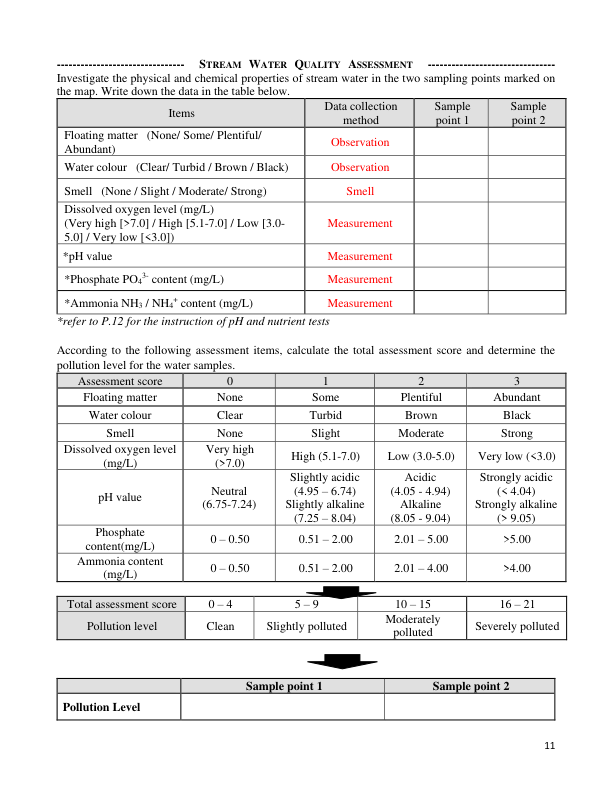 -------------------------------- STREAM WATER QUALITY ASSESSMENT --------------------------------
Investigate the physical and chemical properties of stream water in the two sampling points marked on
the map. Write down the data in the table below.
Items
Data collection
method
Sample
point 1
Sample
point 2
Floating matter (None/ Some/ Plentiful/
Abundant)
Observation
Water colour (Clear/ Turbid / Brown / Black)
Observation
Smell (None / Slight / Moderate/ Strong)
Smell
Dissolved oxygen level (mg/L)
(Very high [>7.0] / High [5.1-7.0] / Low [3.0-
5.0] / Very low [<3.0])
Measurement
*pH value
Measurement
*Phosphate PO₄³⁻ content (mg/L)
Measurement
*Ammonia NH₃ / NH₄⁺ content (mg/L)
Measurement
*refer to P.12 for the instruction of pH and nutrient tests
According to the following assessment items, calculate the total assessment score and determine the
pollution level for the water samples.
Assessment score 0 1 2 3
Floating matter None Some Plentiful Abundant
Water colour Clear Turbid Brown Black
Smell None Slight Moderate Strong
Dissolved oxygen level
(mg/L)
Very high
(>7.0)
High (5.1-7.0)
Low (3.0-5.0)
Very low (<3.0)
pH value
Neutral
(6.75-7.24)
Slightly acidic
(4.95 – 6.74)
Slightly alkaline
(7.25 – 8.04)
Acidic
(4.05 - 4.94)
Alkaline
(8.05 - 9.04)
Strongly acidic
(< 4.04)
Strongly alkaline
(> 9.05)
Phosphate
content(mg/L)
0 – 0.50
0.51 – 2.00
2.01 – 5.00
>5.00
Ammonia content
(mg/L)
0 – 0.50
0.51 – 2.00
2.01 – 4.00
>4.00
Total assessment score 0 – 4 5 – 9 10 – 15 16 – 21
Pollution level
Clean
Slightly polluted
Moderately
polluted
Severely polluted
Sample point 1 Sample point 2
Pollution Level
11